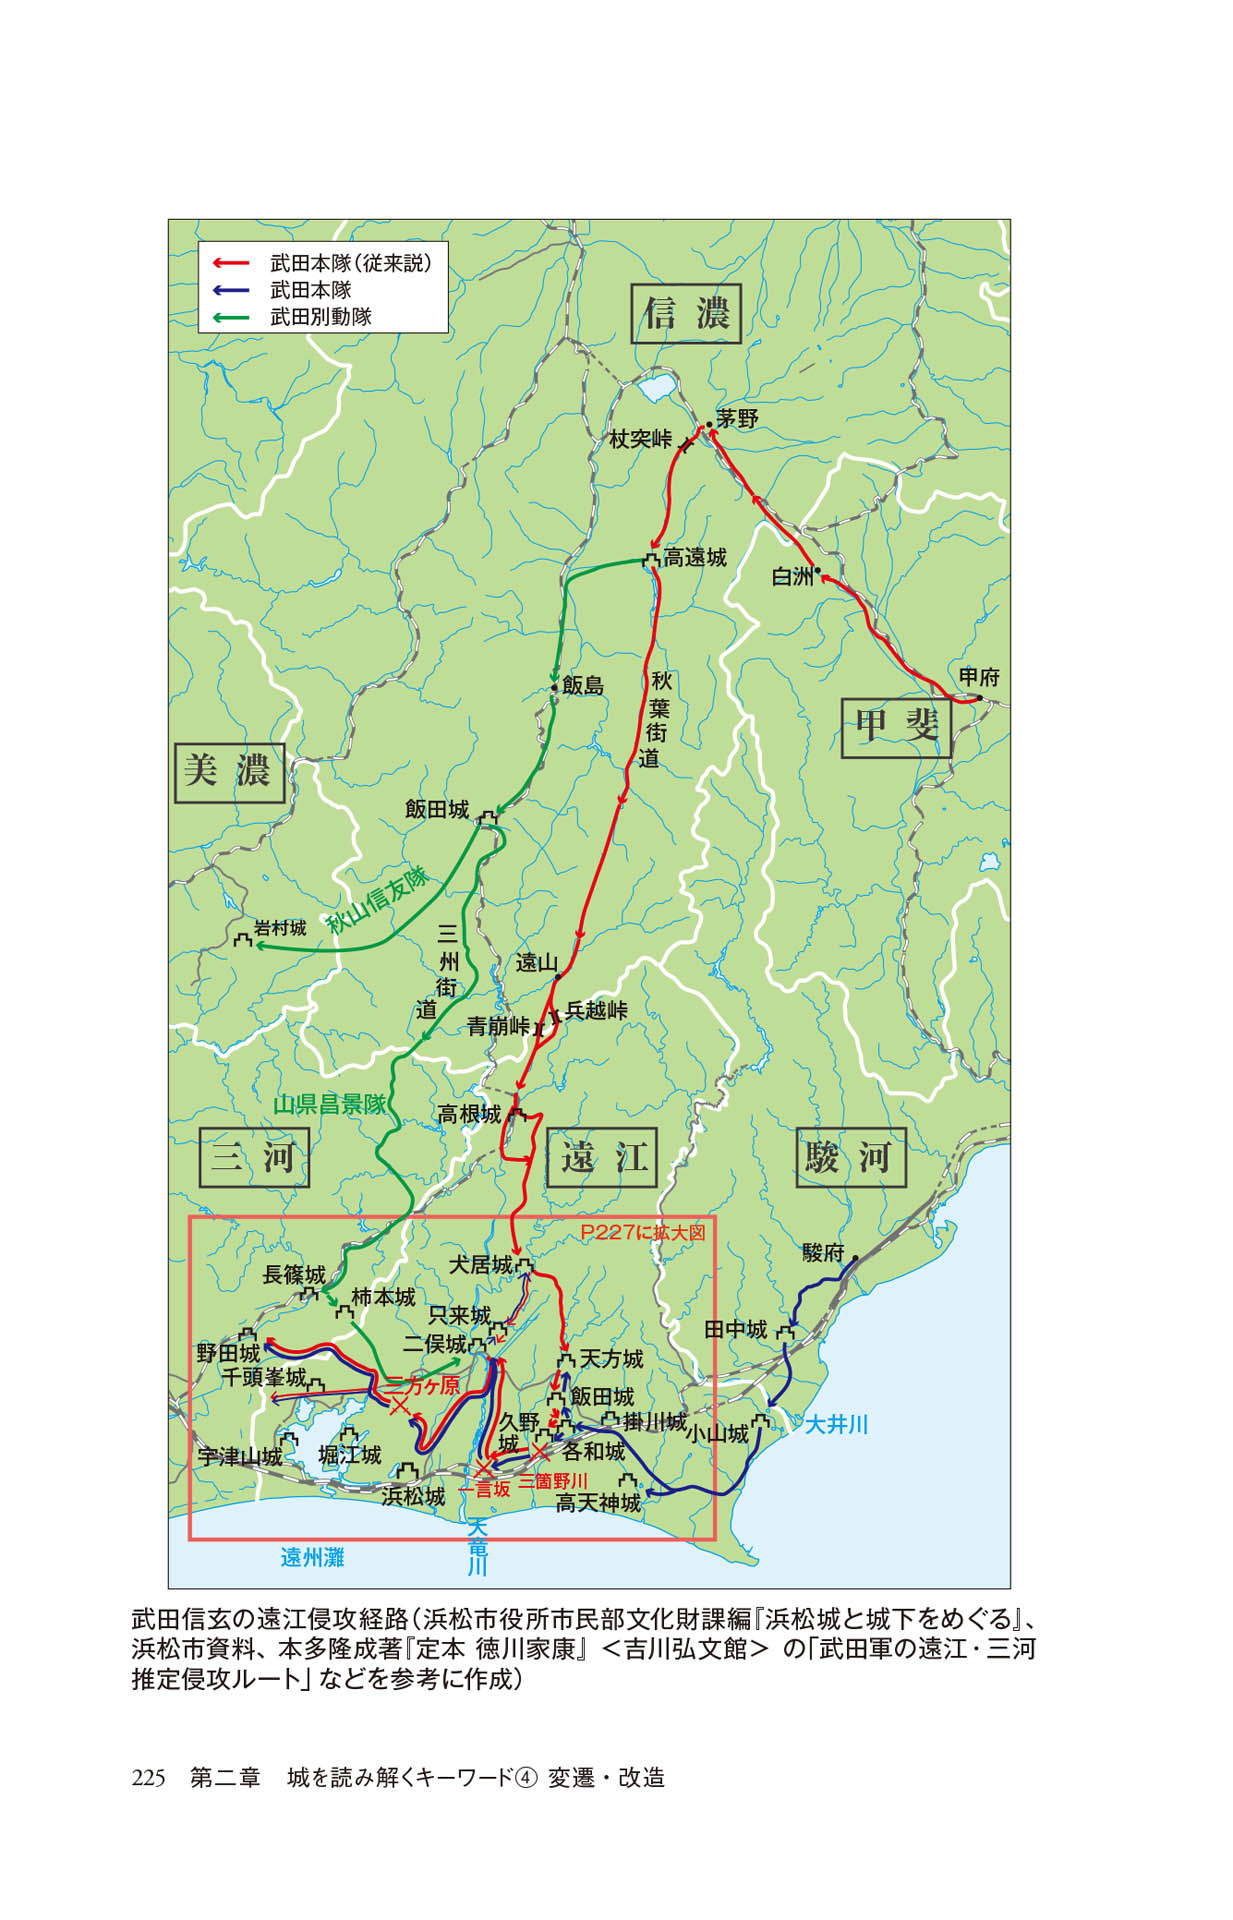 武田本隊（従来説）
武田本隊
武田別動隊
信濃
茅野
杖突峠
高遠城
白洲
甲府
甲斐
飯島
秋葉街道
美濃
飯田城
秋山信友隊
岩村城
三州街道
遠山
兵越峠
青崩峠
山県昌景隊
高根城
三河
遠江
駿河
P227に拡大図
駿府
犬居城
長篠城
柿本城
只来城
二俣城
田中城
野田城
天方城
千頭峯城
三方ヶ原
飯田城
久野城
掛川城
小山城
大井川
宇津山城
堀江城
各和城
浜松城
一言坂
三箇野川
高天神城
天竜川
遠州灘
武田信玄の遠江侵攻経路（浜松市役所市民部文化財課編『浜松城と城下をめぐる』、
浜松市資料、本多隆成著『定本 徳川家康』＜吉川弘文館＞ の「武田軍の遠江・三河
推定侵攻ルート」などを参考に作成）
225 第二章 城を読み解くキーワード④ 変遷・改造